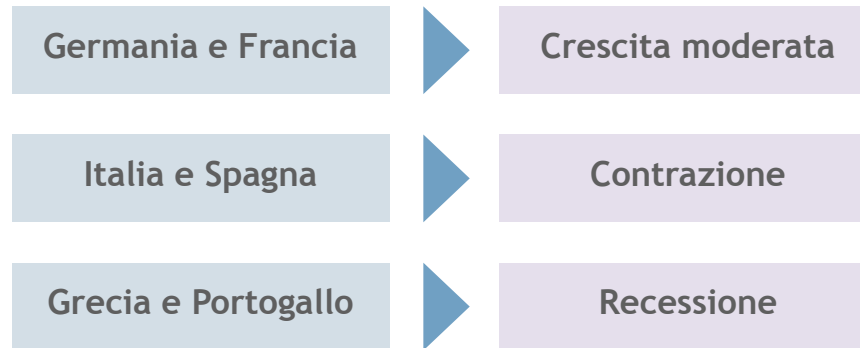 Germania e Francia
Crescita moderata
Italia e Spagna
Contrazione
Grecia e Portogallo
Recessione